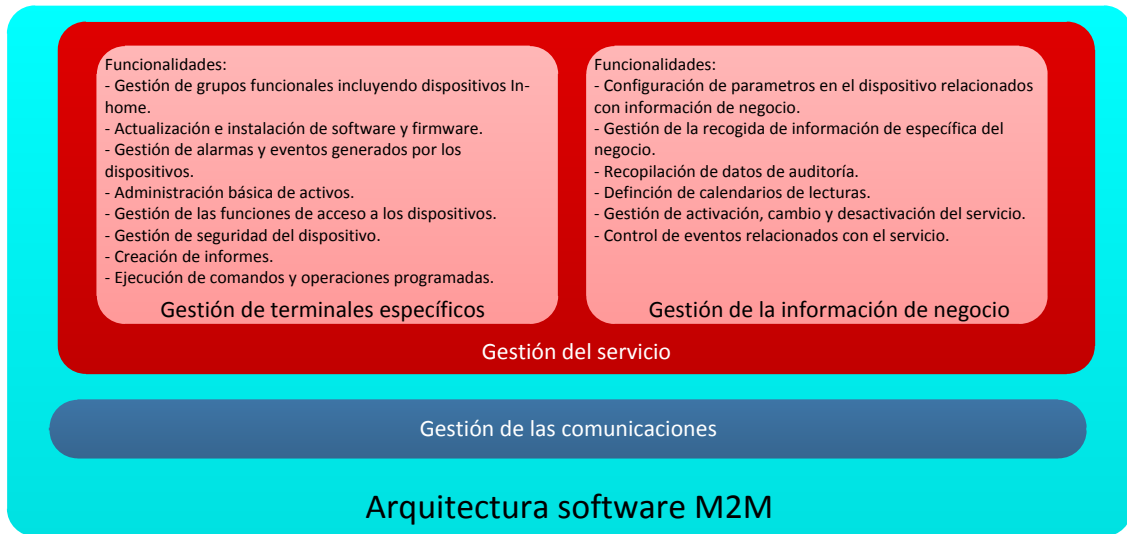 Funcionalidades:
- Gestión de grupos funcionales incluyendo dispositivos In-
home.
- Actualización e instalación de software y firmware.
- Gestión de alarmas y eventos generados por los
dispositivos.
- Administración básica de activos.
- Gestión de las funciones de acceso a los dispositivos.
- Gestión de seguridad del dispositivo.
- Creación de informes.
- Ejecución de comandos y operaciones programadas.
Gestión de terminales específicos
Funcionalidades:
- Configuración de parametros en el dispositivo relacionados
con información de negocio.
- Gestión de la recogida de información de específica del
negocio.
- Recopilación de datos de auditoría.
- Definción de calendarios de lecturas.
- Gestión de activación, cambio y desactivación del servicio.
- Control de eventos relacionados con el servicio.
Gestión de la información de negocio
Gestión del servicio
Gestión de las comunicaciones
Arquitectura software M2M